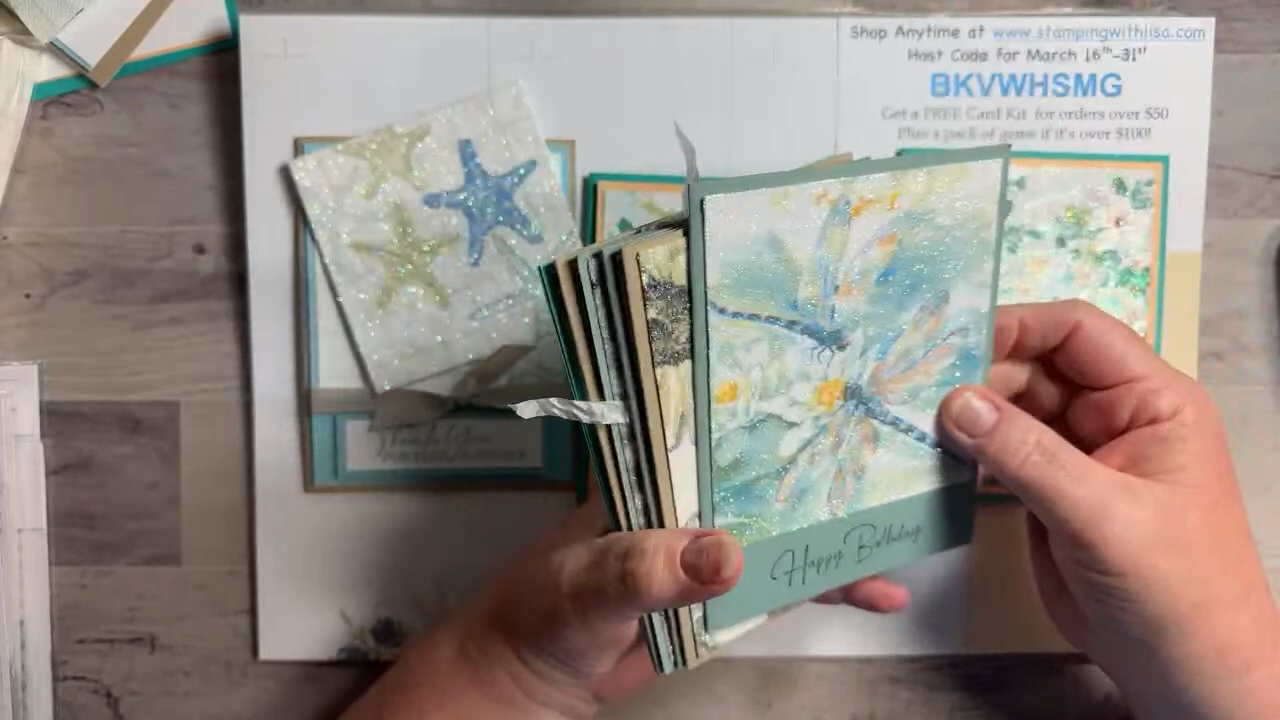 Shop Anytime at www.stampingwithlisa.com
Host Code for March 16th-31st
BKVWHSMG
Get a FREE Card Kit for orders over $50
Plus a pack of gems if it's over $100!
Happy Birthday